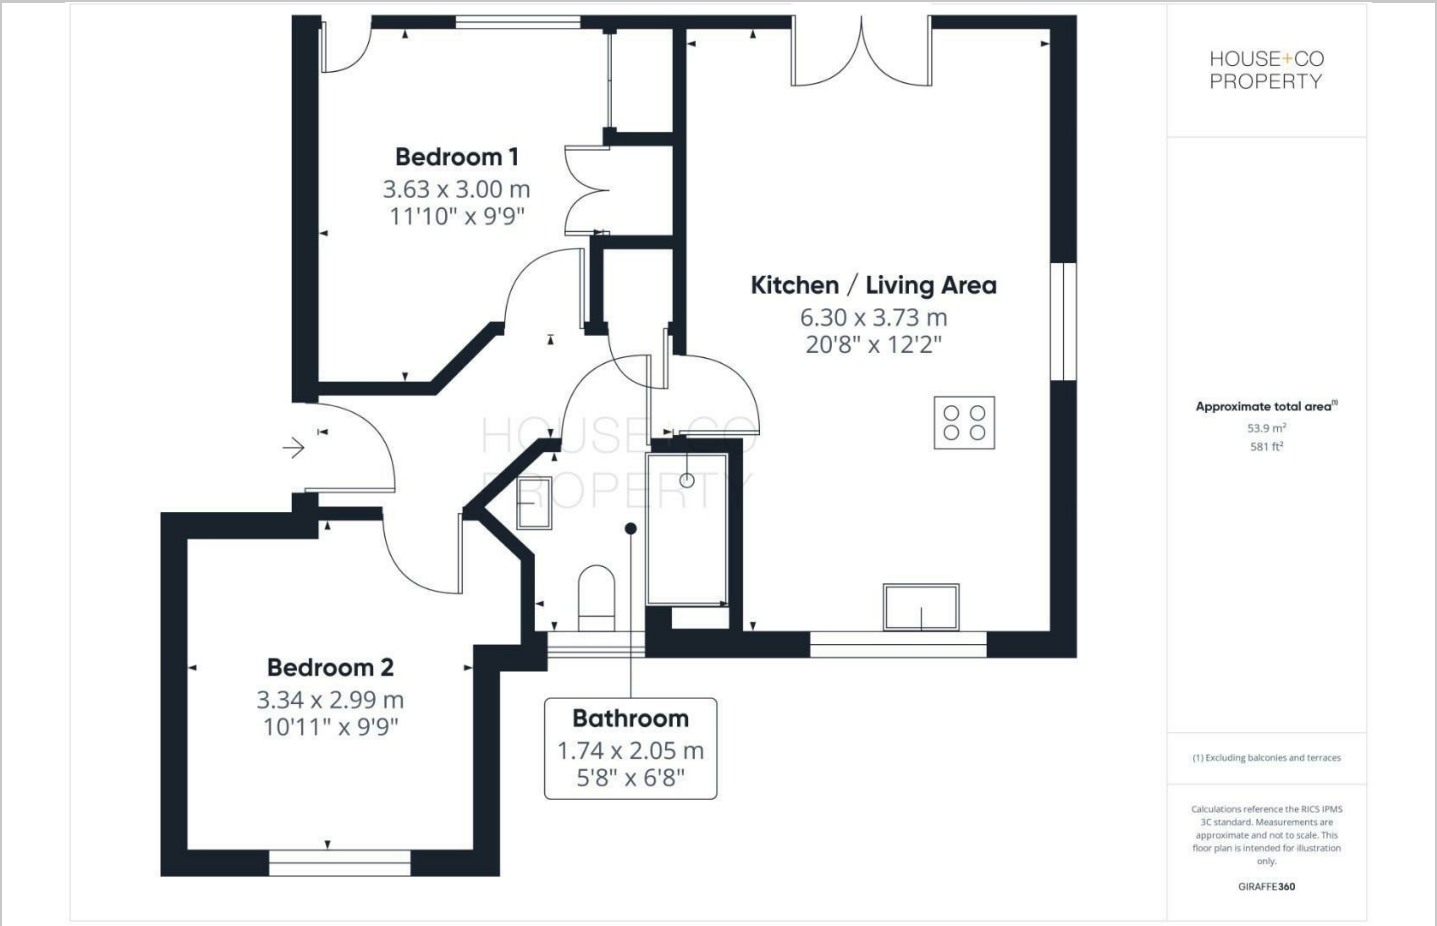 Bedroom 1
3.63 x 3.00 m
11'10" x 9'9"
Kitchen / Living Area
6.30 x 3.73 m
20'8" x 12'2"
HOUSE+CO
PROPERTY
Bedroom 2
3.34 x 2.99 m
10'11" x 9'9"
Bathroom
1.74 x 2.05 m
5'8" x 6'8"
HOUSE+CO
PROPERTY
Approximate total area⁽¹⁾
53.9 m²
581 ft²
(1) Excluding balconies and terraces
Calculations reference the RICS IPMS
3C standard. Measurements are
approximate and not to scale. This
floor plan is intended for illustration
only.
GIRAFFE360